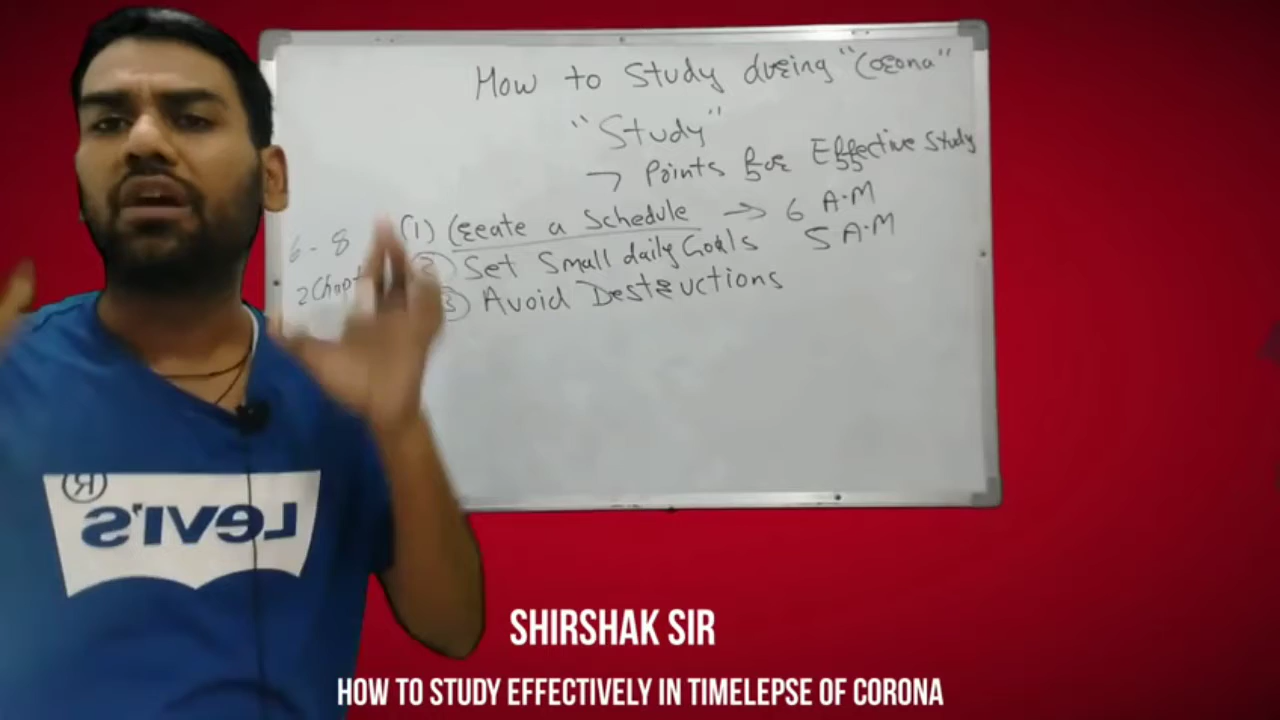 How to Study during "Corona"
"Study"
→ Points for Effective Study
(1) Create a Schedule → 6 A.M
5 A.M
6 - 8
(2) Set Small daily Goals
2 Chapt
(3) Avoid Destructions
LEVI'S
(R)
SHIRSHAK SIR
HOW TO STUDY EFFECTIVELY IN TIMELEPSE OF CORONA